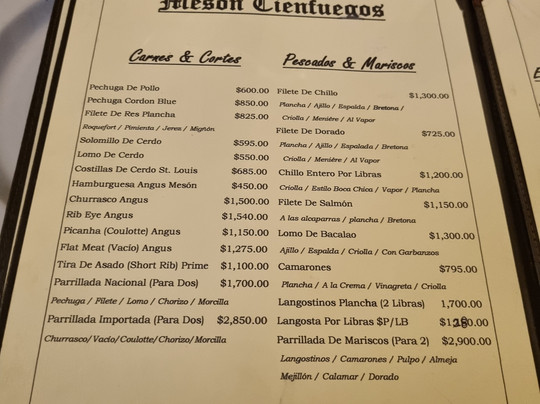 Mesón Cienfuegos
Carnes & Cortes
Pechuga De Pollo $600.00
Pechuga Cordon Blue $850.00
Filete De Res Plancha $825.00
Roquefort / Pimienta / Jeres / Migñón
Solomillo De Cerdo $595.00
Lomo De Cerdo $550.00
Costillas De Cerdo St. Louis $685.00
Hamburguesa Angus Mesón $450.00
Churrasco Angus $1,500.00
Rib Eye Angus $1,540.00
Picanha (Coulotte) Angus $1,150.00
Flat Meat (Vacío) Angus $1,275.00
Tira De Asado (Short Rib) Prime $1,100.00
Parrillada Nacional (Para Dos) $1,700.00
Pechuga / Filete / Lomo / Chorizo / Morcilla
Parrillada Importada (Para Dos) $2,850.00
Churrasco/Vacío/Coulotte/Chorizo/Morcilla
Pescados & Mariscos
Filete De Chillo $1,300.00
Plancha / Ajillo / Espalda / Bretona /
Criolla / Menière / Al Vapor
Filete De Dorado $725.00
Plancha / Ajillo / Espalada / Bretona
Criolla / Menière / Al Vapor
Chillo Entero Por Libras $1,200.00
Criolla / Estilo Boca Chica / Vapor / Plancha
Filete De Salmón $1,150.00
A las alcaparras / plancha / Bretona
Lomo De Bacalao $1,300.00
Ajillo / Espalda / Criolla / Con Garbanzos
Camarones $795.00
Plancha / A la Crema / Vinagreta / Criolla
Langostinos Plancha (2 Libras) 1,700.00
Langosta Por Libras $P/LB
Parrillada De Mariscos (Para 2) $2,900.00
Langostinos / Camarones / Pulpo / Almeja
Mejillón / Calamar / Dorado